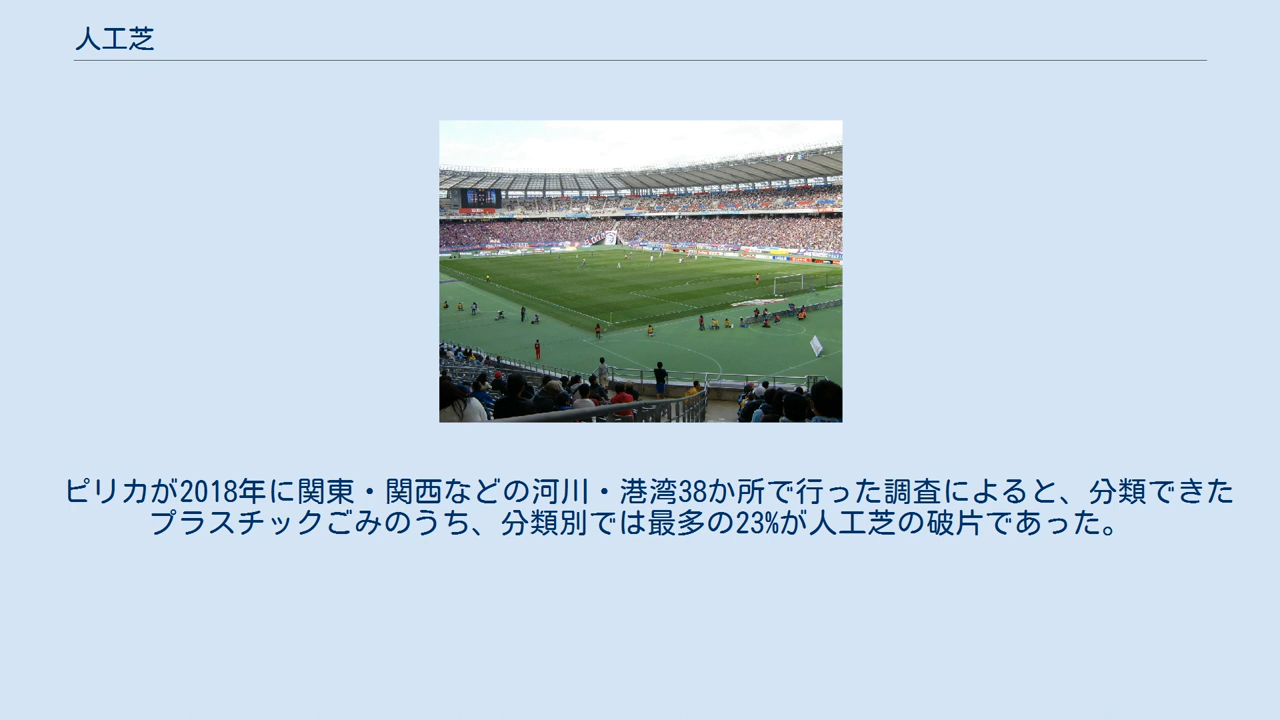 人工芝
ピリカが2018年に関東・関西などの河川・港湾38か所で行った調査によると、分類できた
プラスチックごみのうち、分類別では最多の23%が人工芝の破片であった。